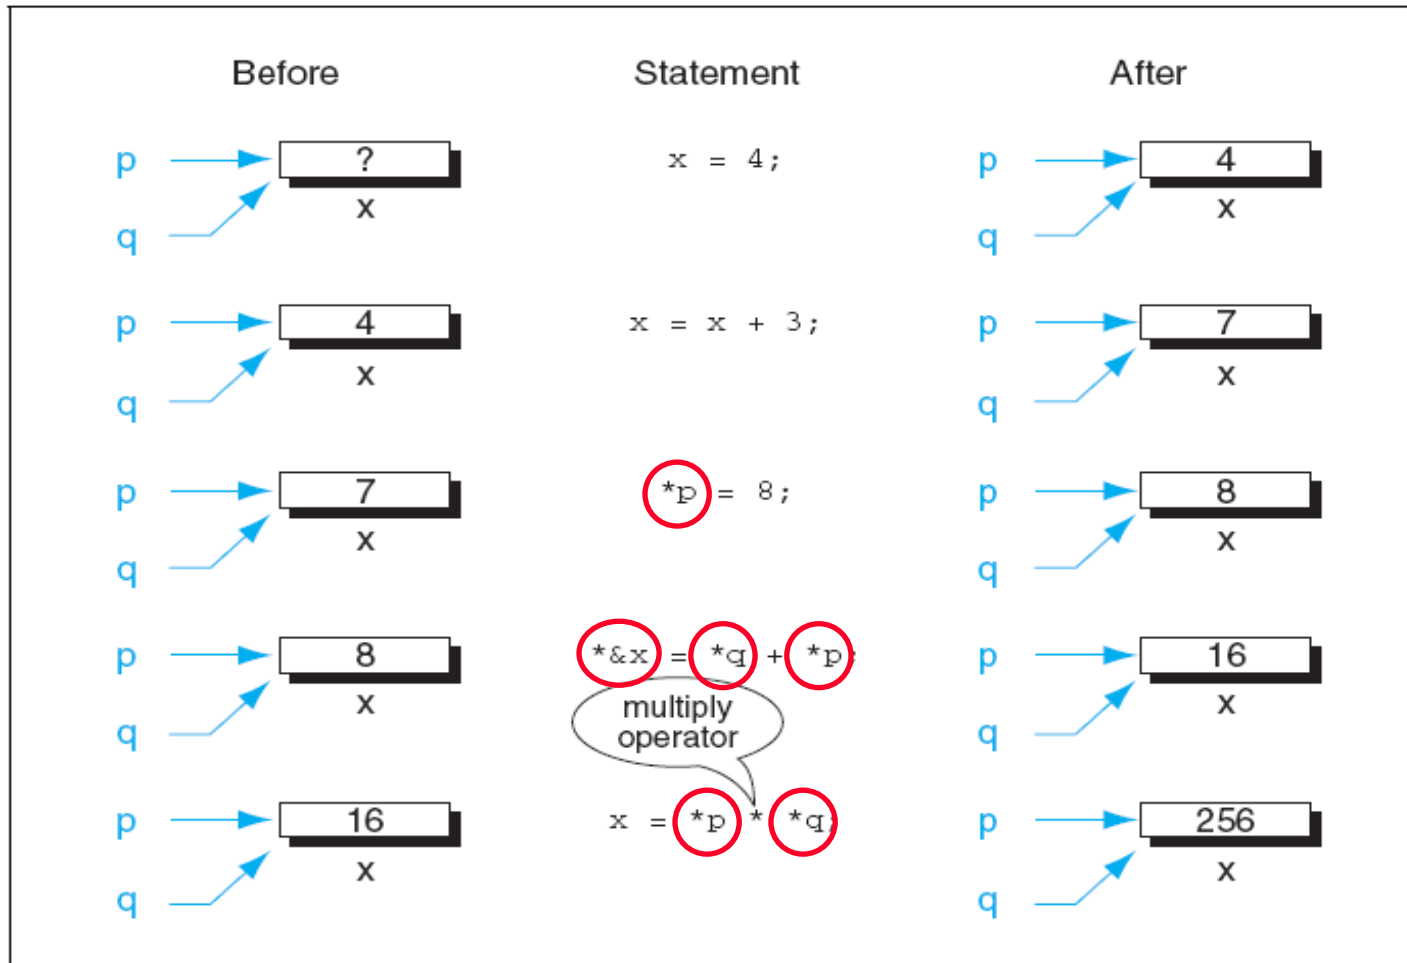 Before Statement After
p ? x = 4; p 4
x x
q q
p 4 x = x + 3; p 7
x x
q q
p 7 *p = 8; p 8
x x
q q
p 8 *&x = *q + *p; p 16
x multiply x
q operator q
p 16 x = *p * *q; p 256
x x
q q